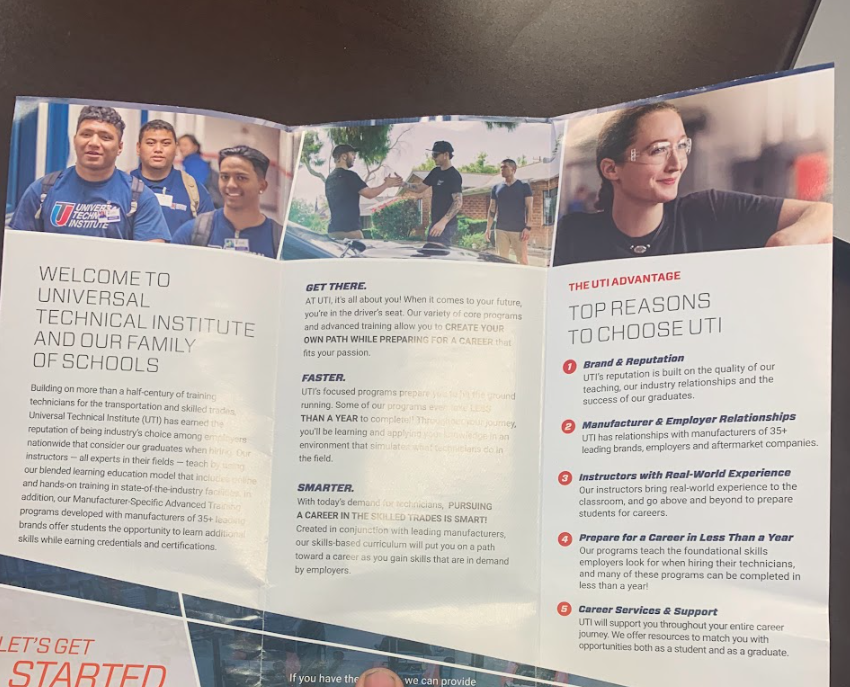 UNIVERSAL
TECHNICAL
INSTITUTE
WELCOME TO
UNIVERSAL
TECHNICAL INSTITUTE
AND OUR FAMILY
OF SCHOOLS
Building on more than a half-century of training
technicians for the transportation and skilled trades,
Universal Technical Institute (UTI) has earned the
reputation of being industry's choice among employers
nationwide that consider our graduates when hiring. Our
instructors — all experts in their fields — teach by using
our blended learning education model that includes online
and hands-on training in state-of-the-industry facilities. In
addition, our Manufacturer-Specific Advanced Training
programs developed with manufacturers of 35+ leading
brands offer students the opportunity to learn additional
skills while earning credentials and certifications.
GET THERE.
AT UTI, it's all about you! When it comes to your future,
you're in the driver's seat. Our variety of core programs
and advanced training allow you to CREATE YOUR
OWN PATH WHILE PREPARING FOR A CAREER that
fits your passion.
FASTER.
UTI's focused programs prepare you to hit the ground
running. Some of our programs even take LESS
THAN A YEAR to complete! Throughout your journey,
you'll be learning and applying your knowledge in an
environment that simulates what technicians do in
the field.
SMARTER.
With today's demand for technicians, PURSUING
A CAREER IN THE SKILLED TRADES IS SMART!
Created in conjunction with leading manufacturers,
our skills-based curriculum will put you on a path
toward a career as you gain skills that are in demand
by employers.
THE UTI ADVANTAGE
TOP REASONS
TO CHOOSE UTI
1 Brand & Reputation
UTI's reputation is built on the quality of our
teaching, our industry relationships and the
success of our graduates.
2 Manufacturer & Employer Relationships
UTI has relationships with manufacturers of 35+
leading brands, employers and aftermarket companies.
3 Instructors with Real-World Experience
Our instructors bring real-world experience to the
classroom, and go above and beyond to prepare
students for careers.
4 Prepare for a Career in Less Than a Year
Our programs teach the foundational skills
employers look for when hiring their technicians,
and many of these programs can be completed in
less than a year!
5 Career Services & Support
UTI will support you throughout your entire career
journey. We offer resources to match you with
opportunities both as a student and as a graduate.
LET'S GET
STARTED
If you have the we can provide